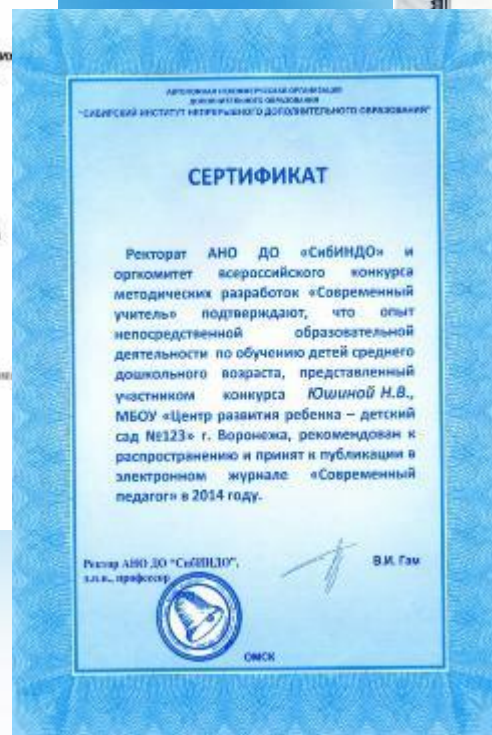 АВТОНОМНАЯ НЕКОММЕРЧЕСКАЯ ОРГАНИЗАЦИЯ
ДОПОЛНИТЕЛЬНОГО ОБРАЗОВАНИЯ
"СИБИРСКИЙ ИНСТИТУТ НЕПРЕРЫВНОГО ДОПОЛНИТЕЛЬНОГО ОБРАЗОВАНИЯ"
СЕРТИФИКАТ
Ректорат АНО ДО «СибИНДО» и
оргкомитет всероссийского конкурса
методических разработок «Современный
учитель» подтверждают, что опыт
непосредственной образовательной
деятельности по обучению детей среднего
дошкольного возраста, представленный
участником конкурса Юшиной Н.В.,
МБОУ «Центр развития ребенка – детский
сад №123» г. Воронежа, рекомендован к
распространению и принят к публикации в
электронном журнале «Современный
педагог» в 2014 году.
Ректор АНО ДО "СибИНДО",
профессор
В.И. Гам
ОМСК